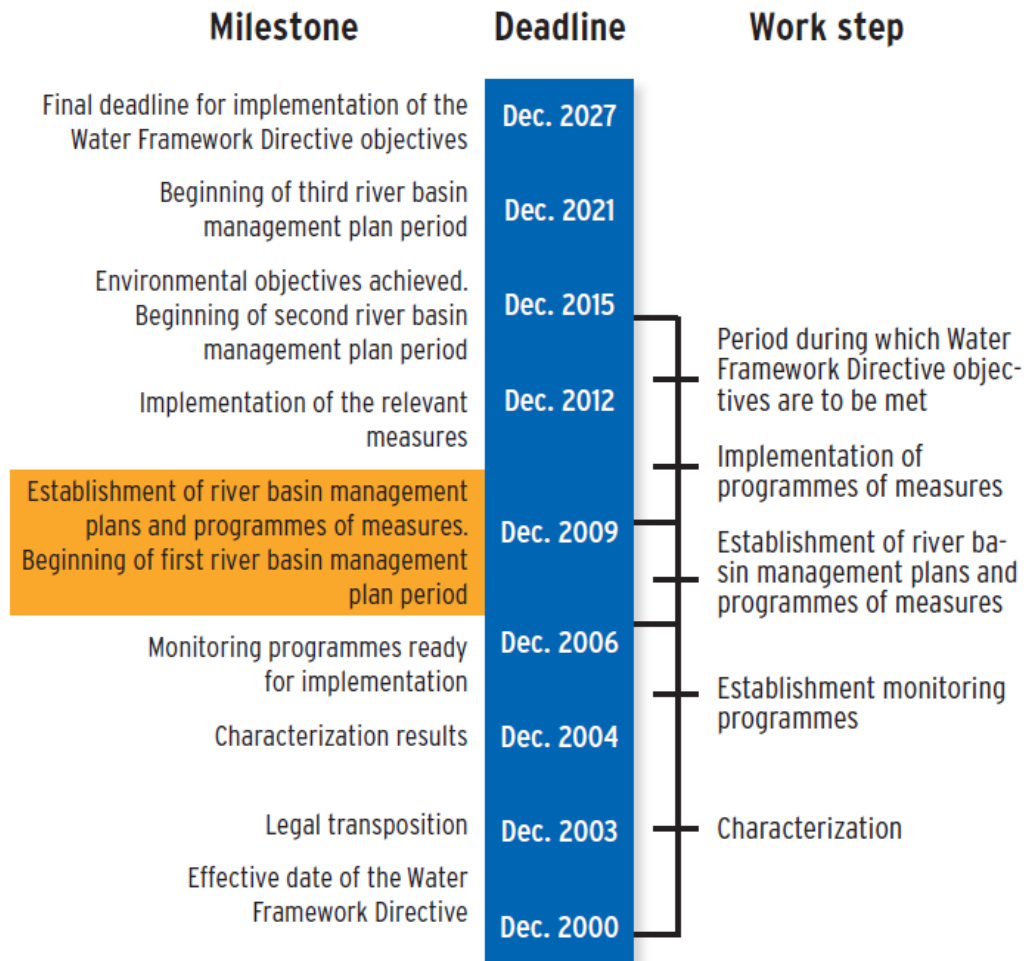 Milestone Deadline Work step
Final deadline for implementation of the
Water Framework Directive objectives
Dec. 2027
Beginning of third river basin
management plan period
Dec. 2021
Environmental objectives achieved.
Beginning of second river basin
management plan period
Dec. 2015
Period during which Water
Framework Directive objec-
tives are to be met
Implementation of the relevant
measures
Dec. 2012
Implementation of
programmes of measures
Establishment of river basin management
plans and programmes of measures.
Beginning of first river basin management
plan period
Dec. 2009
Establishment of river ba-
sin management plans and
programmes of measures
Monitoring programmes ready
for implementation
Dec. 2006
Establishment monitoring
programmes
Characterization results
Dec. 2004
Legal transposition
Dec. 2003
Characterization
Effective date of the Water
Framework Directive
Dec. 2000